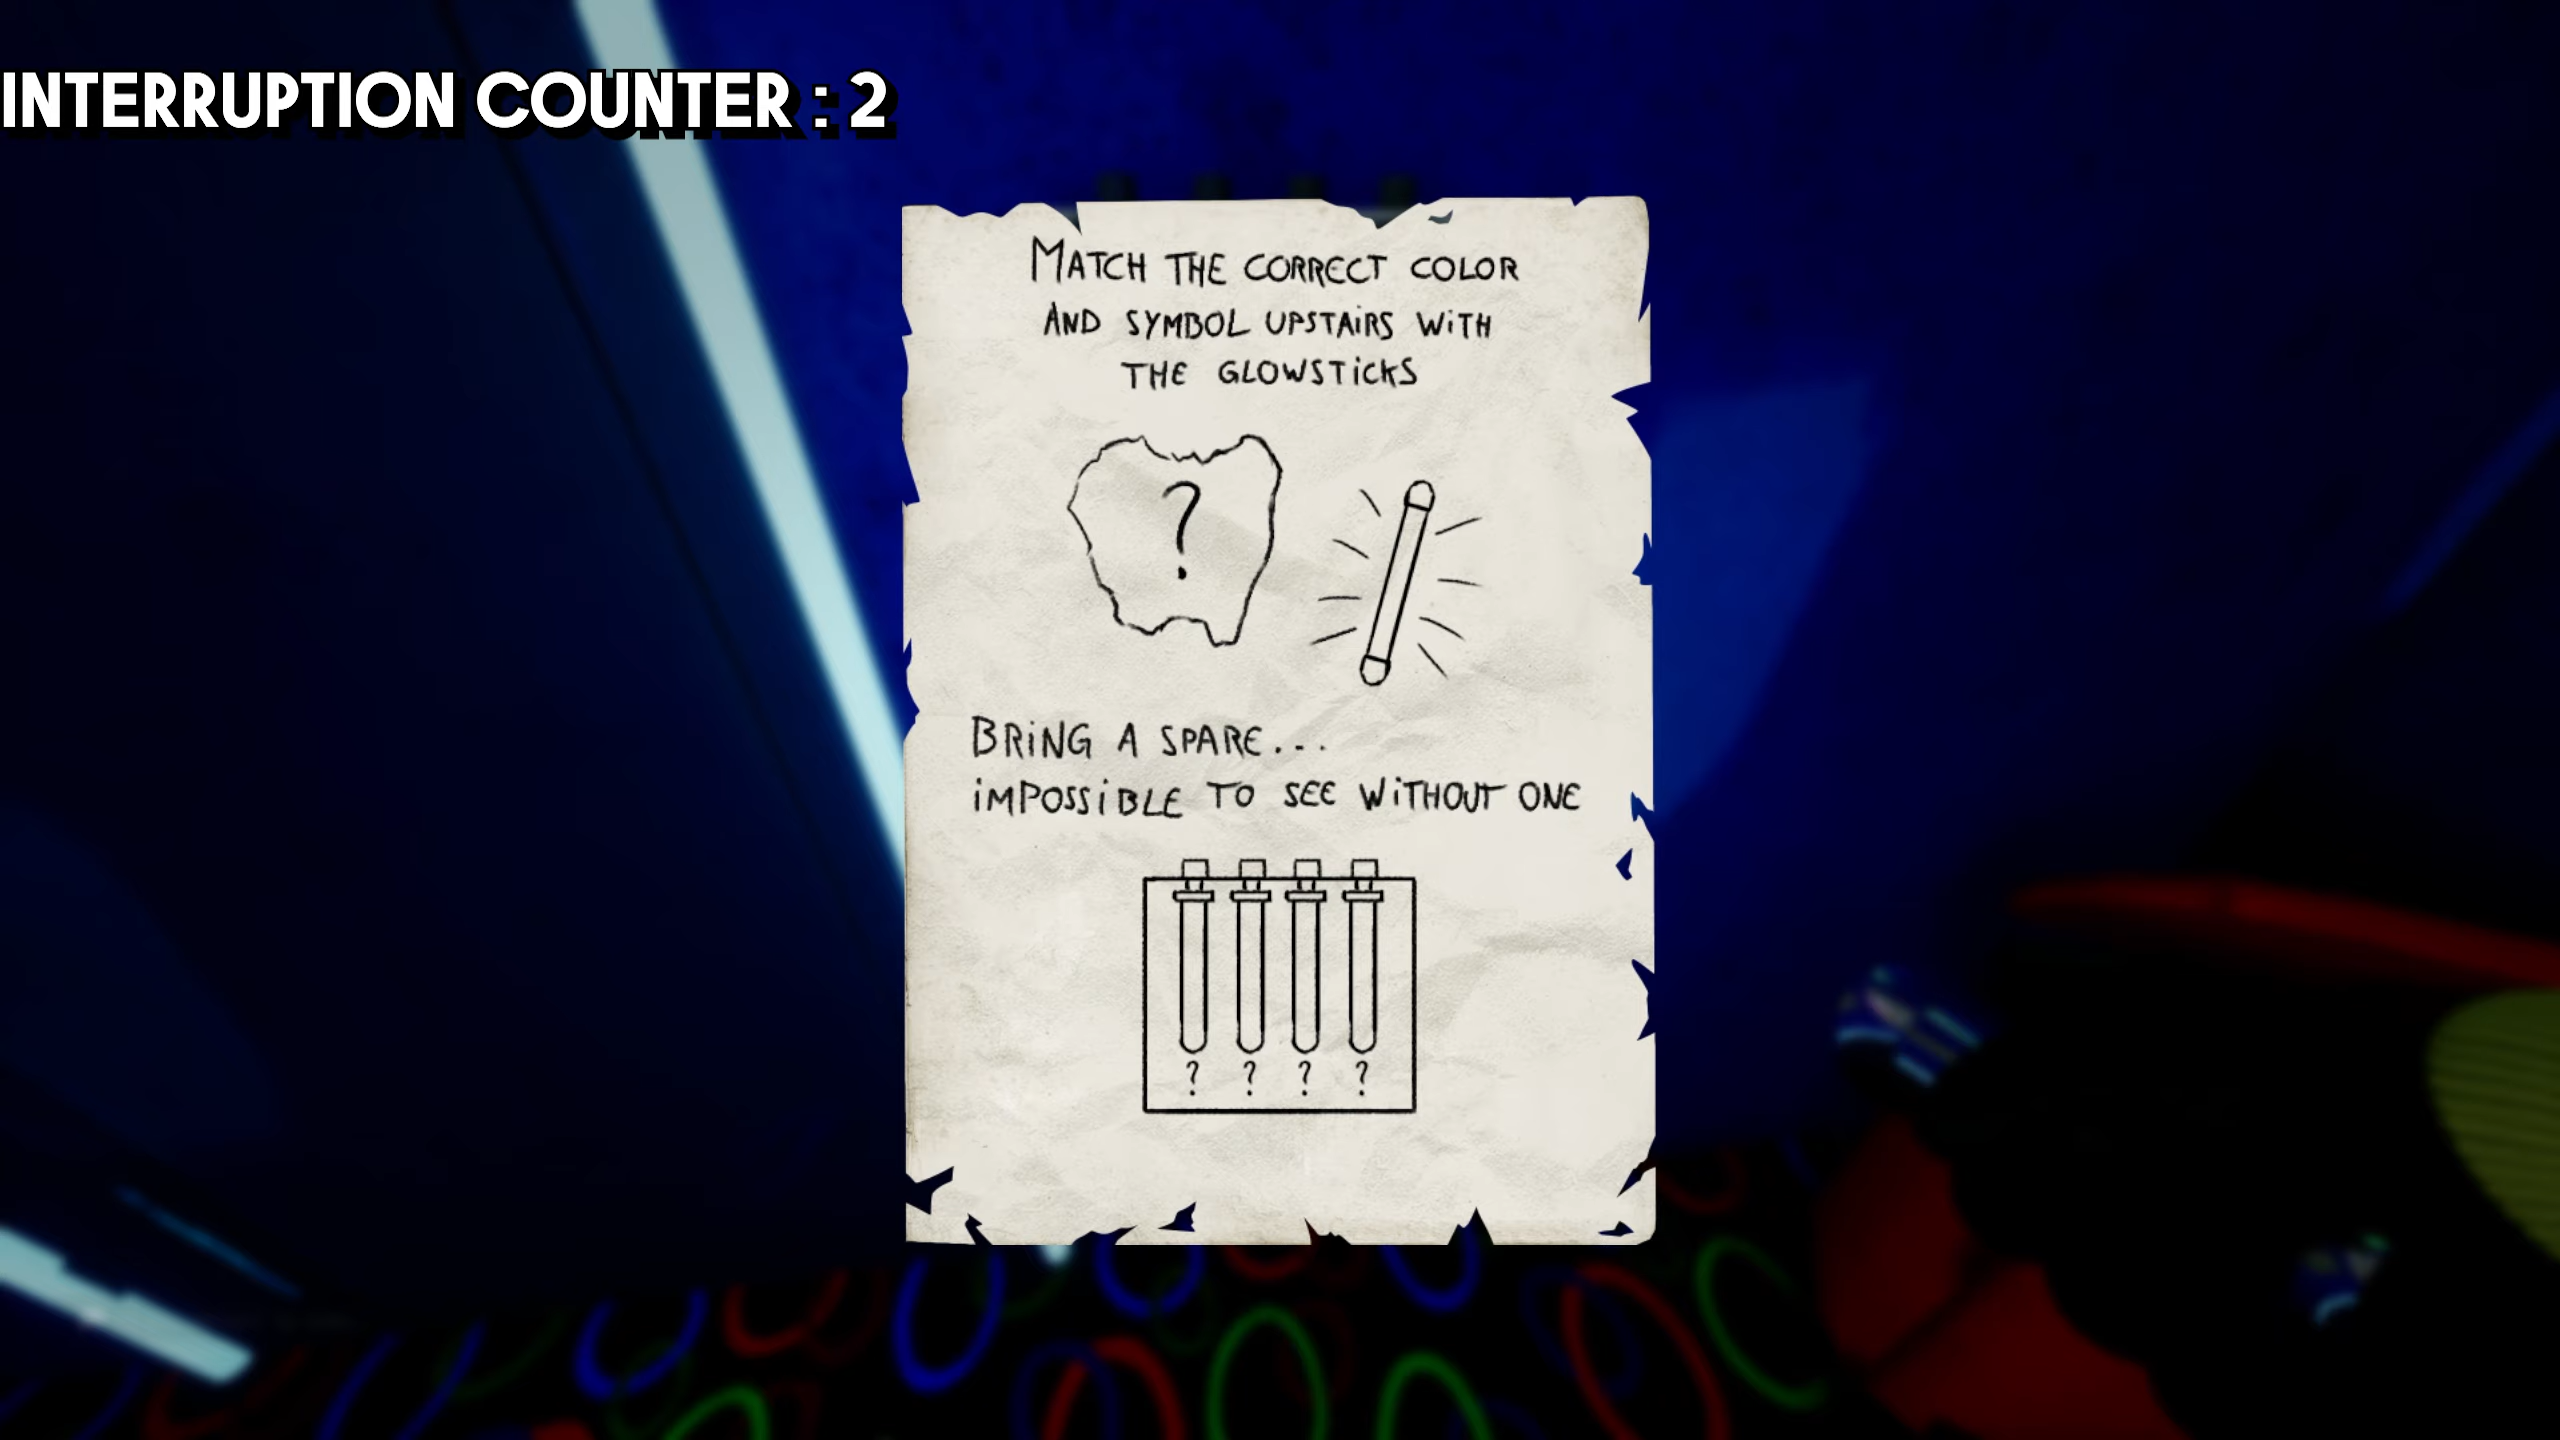 INTERRUPTION COUNTER : 2
MATCH THE CORRECT COLOR
AND SYMBOL UPSTAIRS WITH
THE GLOWSTICKS
?
BRING A SPARE...
IMPOSSIBLE TO SEE WITHOUT ONE
? ? ? ?